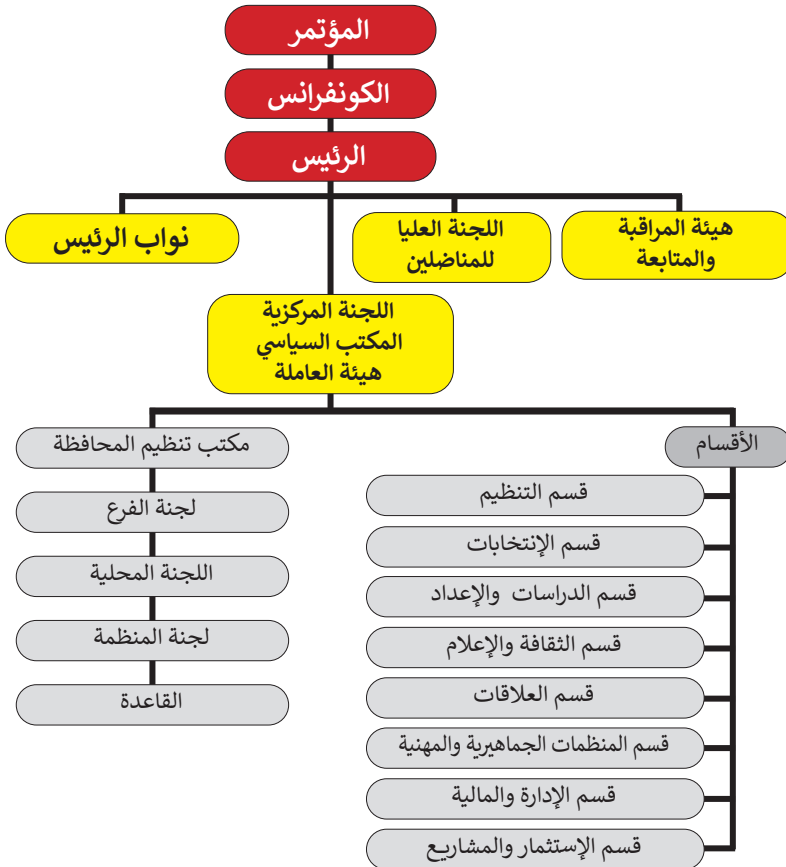 المؤتمر
الكونفرانس
الرئيس
هيئة المراقبة
والمتابعة
اللجنة العليا
للمناضلين
نواب الرئيس
اللجنة المركزية
المكتب السياسي
هيئة العاملة
الأقسام
قسم التنظيم
قسم الإنتخابات
قسم الدراسات والإعداد
قسم الثقافة والإعلام
قسم العلاقات
قسم المنظمات الجماهيرية والمهنية
قسم الإدارة والمالية
قسم الإستثمار والمشاريع
مكتب تنظيم المحافظة
لجنة الفرع
اللجنة المحلية
لجنة المنظمة
القاعدة